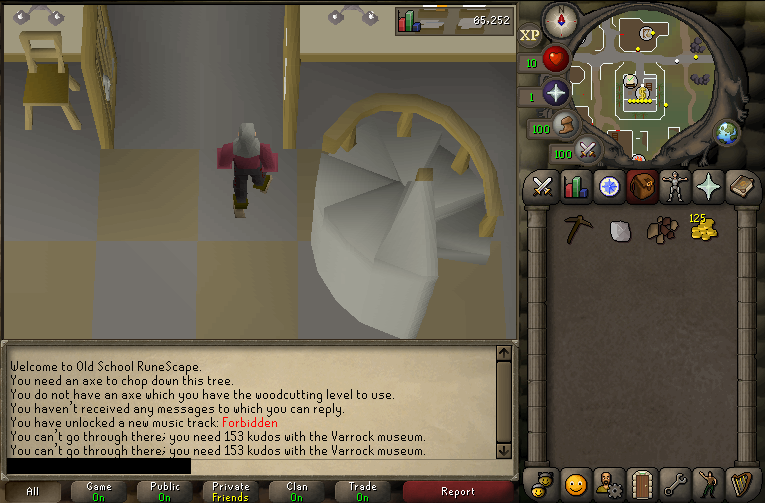 65,252
N
XP
10
1
100
100
125
Welcome to Old School RuneScape.
You need an axe to chop down this tree.
You do not have an axe which you have the woodcutting level to use.
You haven't received any messages to which you can reply.
You have unlocked a new music track: Forbidden
You can't go through there; you need 153 kudos with the Varrock museum.
You can't go through there; you need 153 kudos with the Varrock museum.
All
Game
On
Public
On
Private
Friends
Clan
On
Trade
On
Report